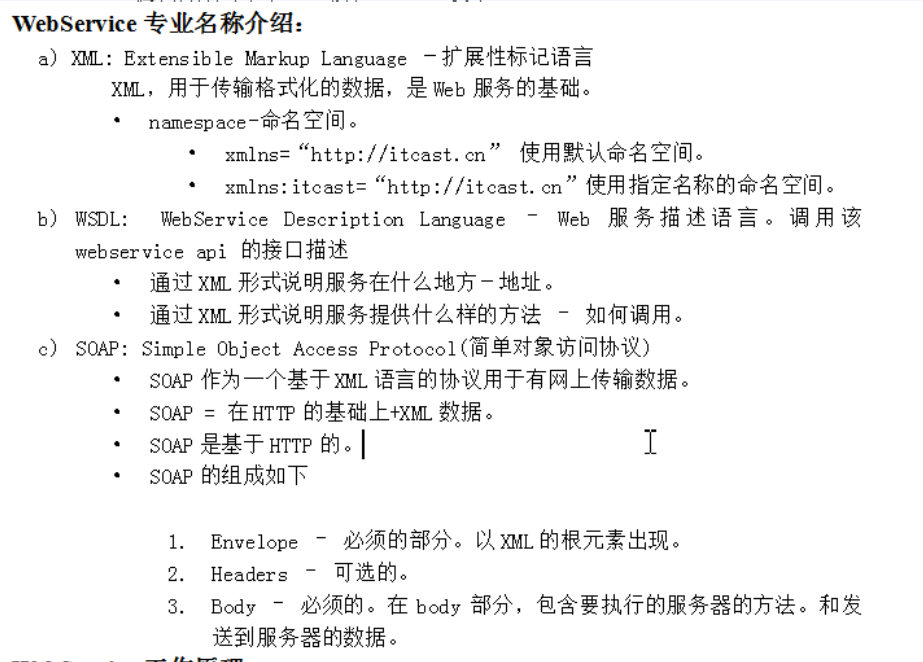 WebService 专业名称介绍：
a) XML: Extensible Markup Language －扩展性标记语言
XML，用于传输格式化的数据，是 Web 服务的基础。
• namespace-命名空间。
• xmlns=“http://itcast.cn” 使用默认命名空间。
• xmlns:itcast=“http://itcast.cn”使用指定名称的命名空间。
b) WSDL: WebService Description Language – Web 服务描述语言。调用该
webservice api 的接口描述
• 通过 XML 形式说明服务在什么地方－地址。
• 通过 XML 形式说明服务提供什么样的方法 – 如何调用。
c) SOAP: Simple Object Access Protocol(简单对象访问协议)
• SOAP 作为一个基于 XML 语言的协议用于有网上传输数据。
• SOAP = 在 HTTP 的基础上+XML 数据。
• SOAP 是基于 HTTP 的。
• SOAP 的组成如下
1. Envelope – 必须的部分。以 XML 的根元素出现。
2. Headers – 可选的。
3. Body – 必须的。在 body 部分，包含要执行的服务器的方法。和发
送到服务器的数据。